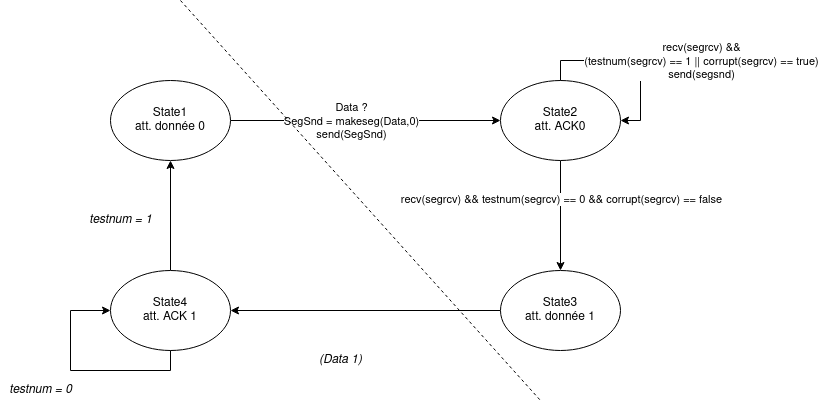 recv(segrcv) &&
(testnum(segrcv) == 1 || corrupt(segrcv) == true)
send(segsnd)
State1
att. donnée 0
Data ?
SegSnd = makeseg(Data,0)
send(SegSnd)
State2
att. ACK0
recv(segrcv) && testnum(segrcv) == 0 && corrupt(segrcv) == false
testnum = 1
State4
att. ACK 1
State3
att. donnée 1
(Data 1)
testnum = 0